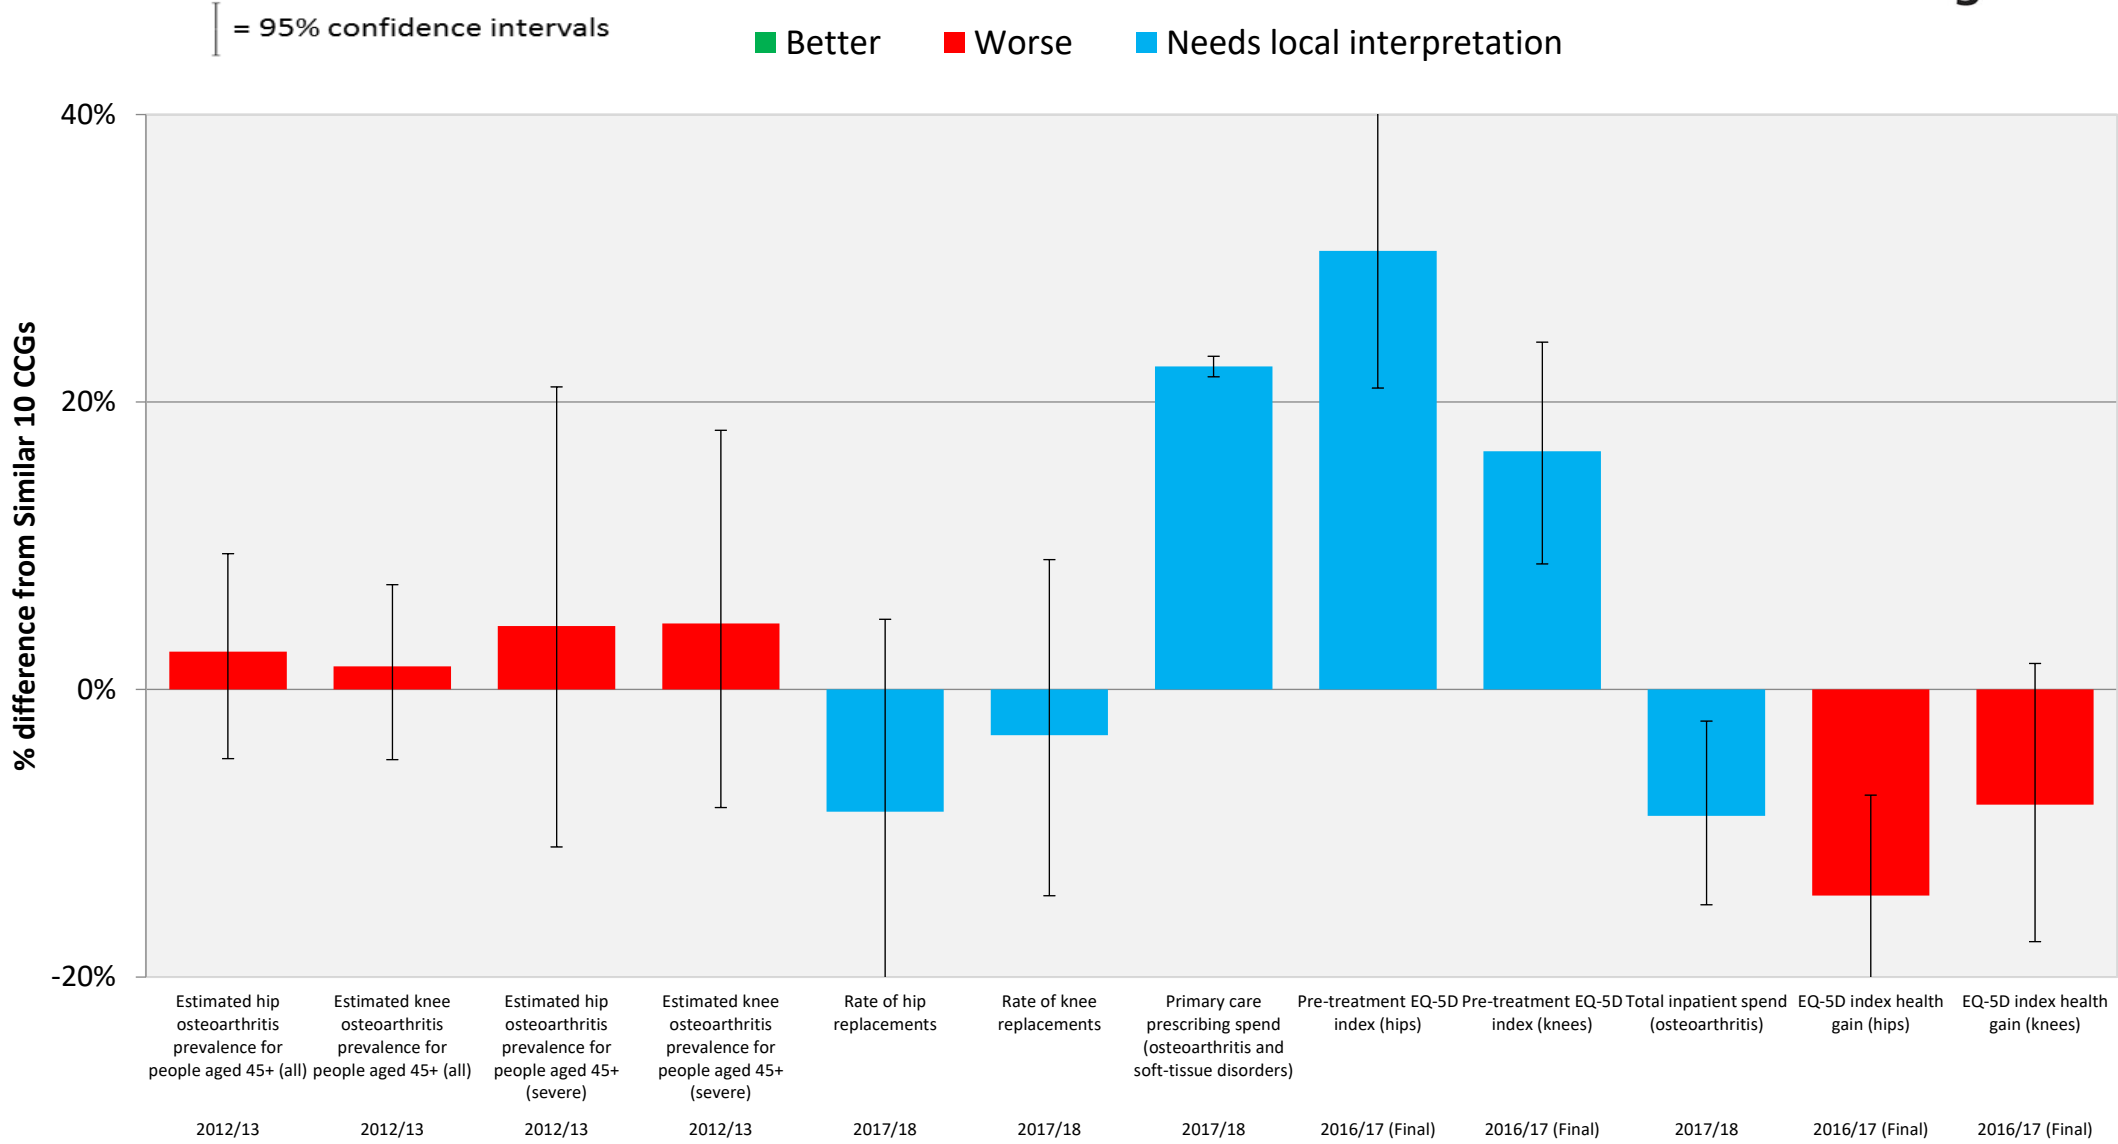 = 95% confidence intervals
Better
Worse
Needs local interpretation
40%
20%
0%
-20%
% difference from Similar 10 CCGs
Estimated hip
osteoarthritis
prevalence for
people aged 45+ (all)
2012/13
Estimated knee
osteoarthritis
prevalence for
people aged 45+ (all)
2012/13
Estimated hip
osteoarthritis
prevalence for
people aged 45+
(severe)
2012/13
Estimated knee
osteoarthritis
prevalence for
people aged 45+
(severe)
2012/13
Rate of hip
replacements
2017/18
Rate of knee
replacements
2017/18
Primary care
prescribing spend
(osteoarthritis and
soft-tissue disorders)
2017/18
Pre-treatment EQ-5D
index (hips)
2016/17 (Final)
Pre-treatment EQ-5D
index (knees)
2016/17 (Final)
Total inpatient spend
(osteoarthritis)
2017/18
EQ-5D index health
gain (hips)
2016/17 (Final)
EQ-5D index health
gain (knees)
2016/17 (Final)